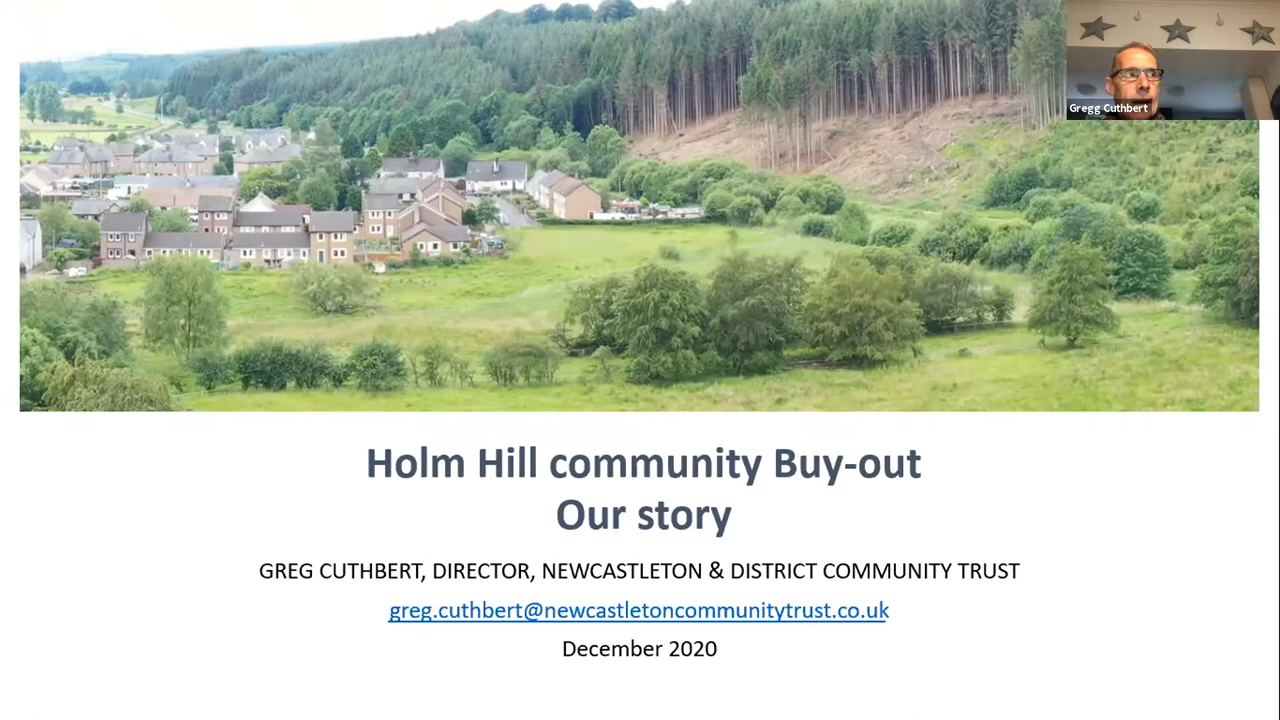 Gregg Cuthbert
Holm Hill community Buy-out
Our story
GREG CUTHBERT, DIRECTOR, NEWCASTLETON & DISTRICT COMMUNITY TRUST
greg.cuthbert@newcastletoncommunitytrust.co.uk
December 2020